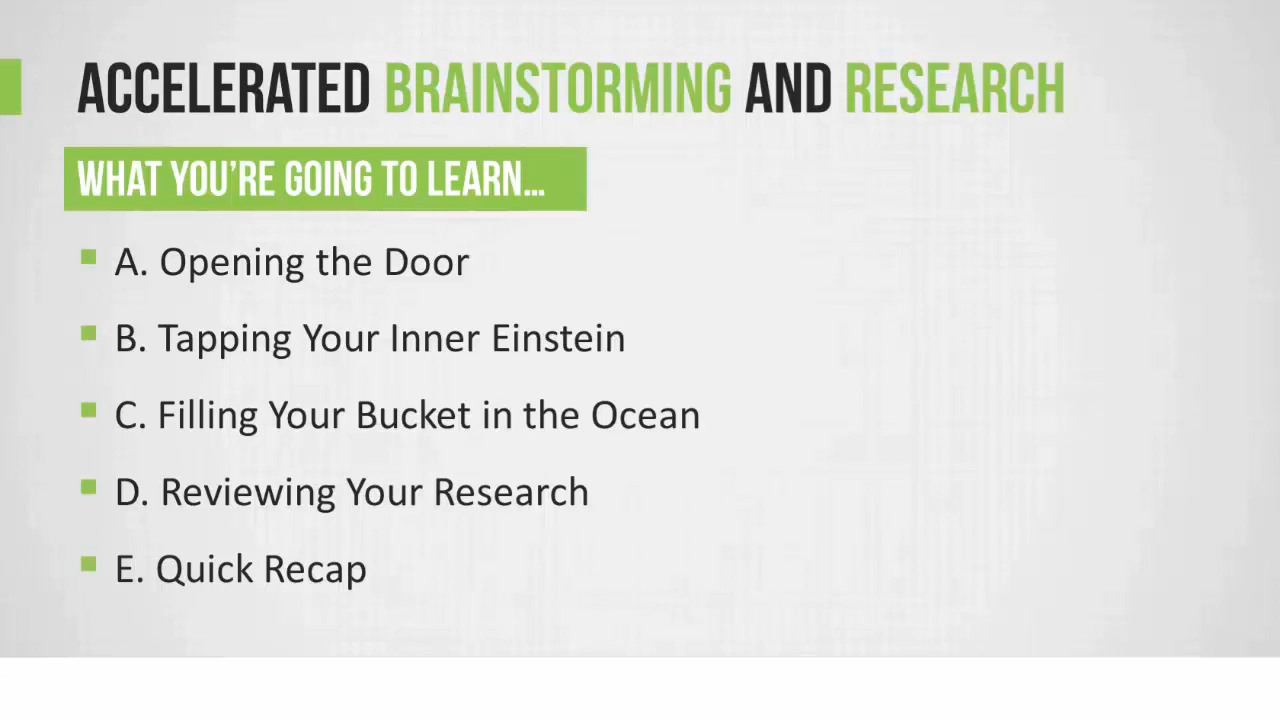 ACCELERATED BRAINSTORMING AND RESEARCH
WHAT YOU'RE GOING TO LEARN...
A. Opening the Door
B. Tapping Your Inner Einstein
C. Filling Your Bucket in the Ocean
D. Reviewing Your Research
E. Quick Recap